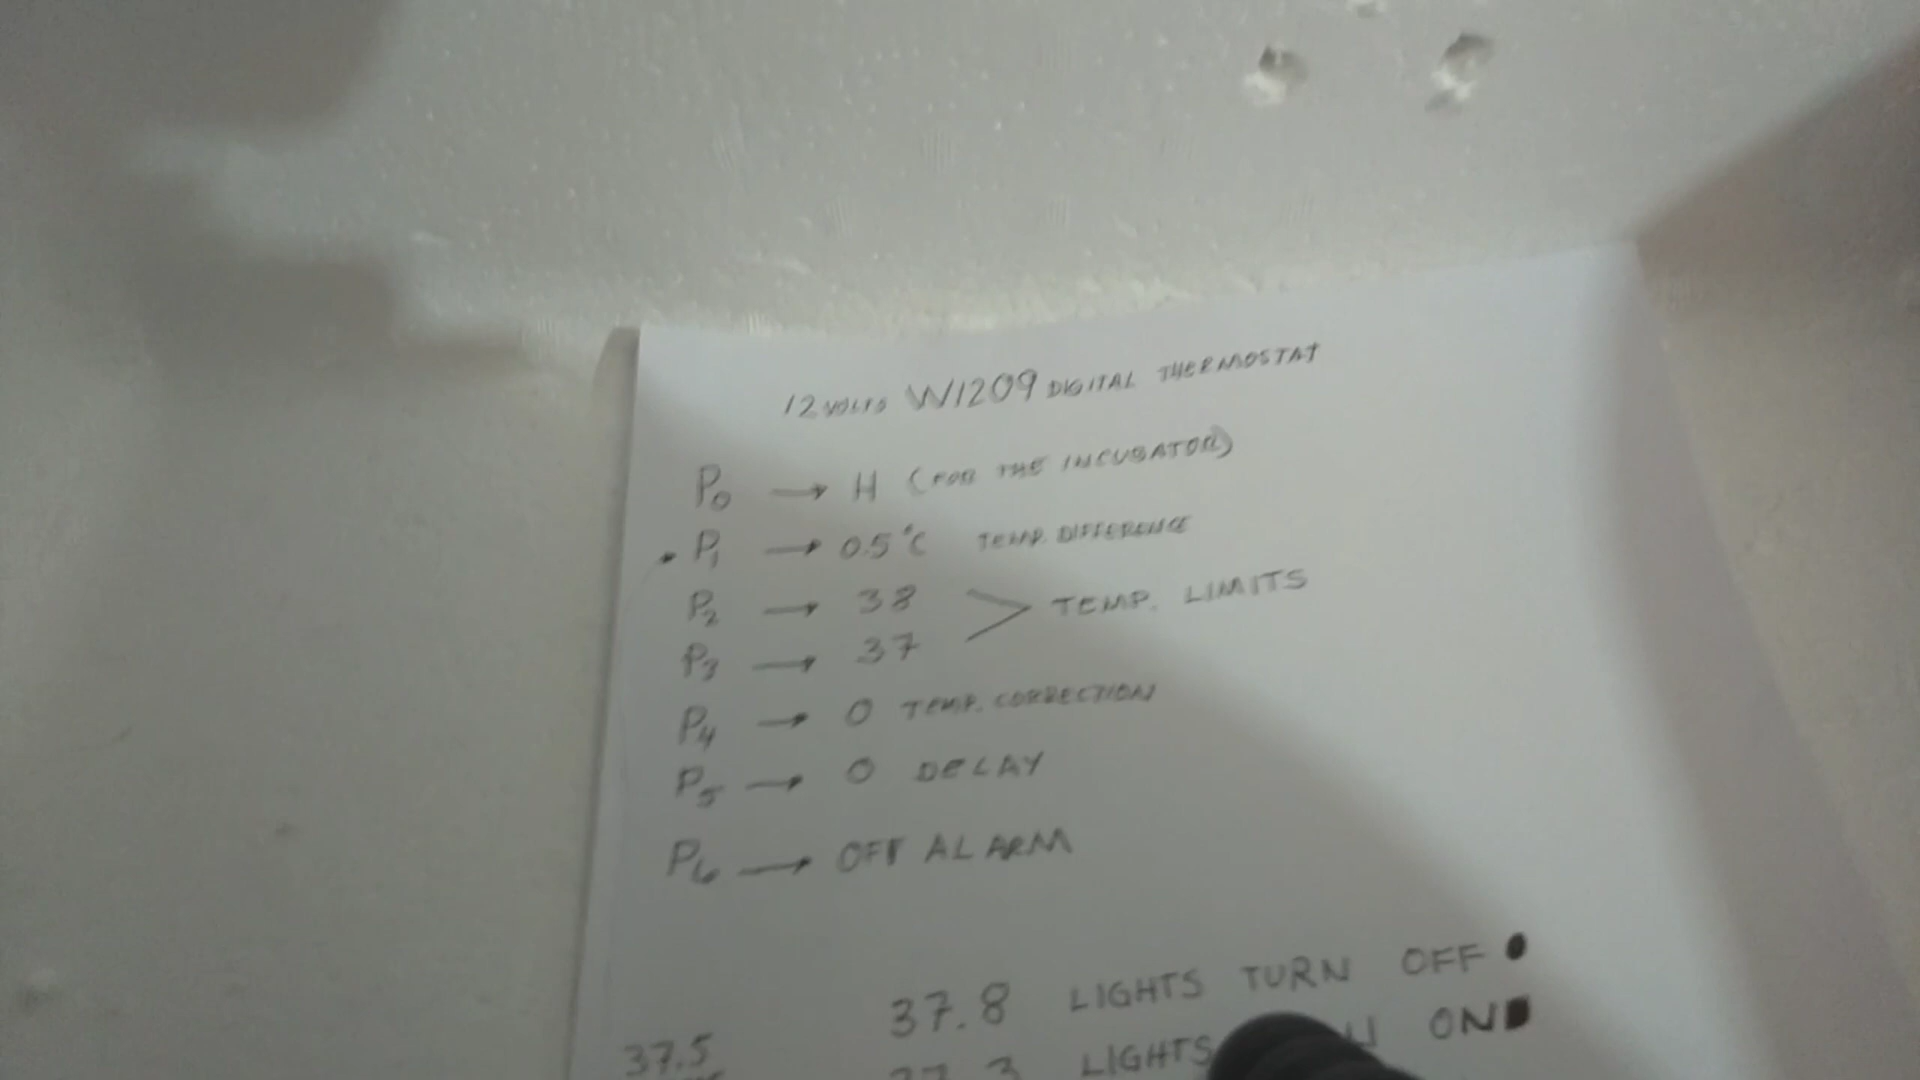 12 VOLTS W1209 DIGITAL THERMOSTAT
P0 → H (FOR THE INCUBATOR)
P1 → 0.5°C TEMP. DIFFERENCE
P2 → 38
P3 → 37
TEMP. LIMITS
P4 → 0 TEMP. CORRECTION
P5 → 0 DELAY
P6 → OFF ALARM
37.8 LIGHTS TURN OFF
37.5
LIGHTS ON